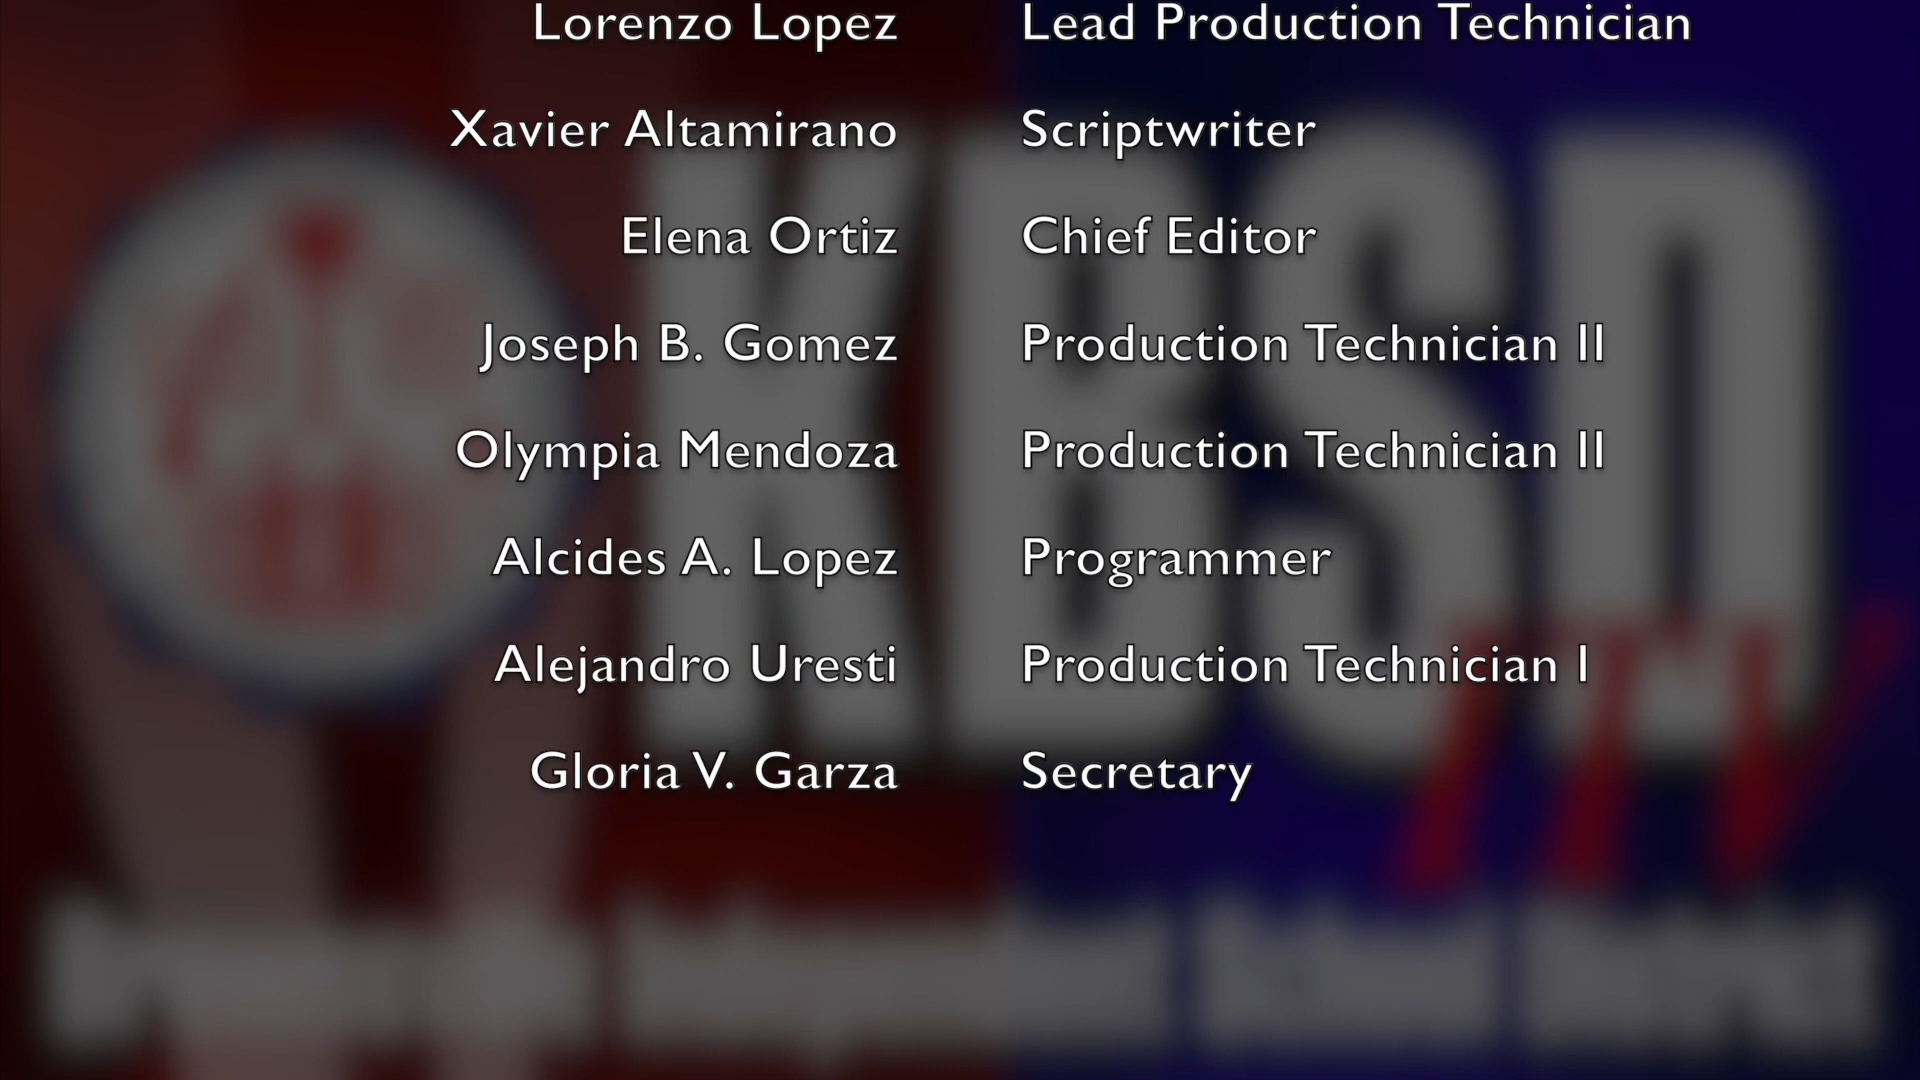 Lorenzo Lopez Lead Production Technician
Xavier Altamirano Scriptwriter
Elena Ortiz Chief Editor
Joseph B. Gomez Production Technician II
Olympia Mendoza Production Technician II
Alcides A. Lopez Programmer
Alejandro Uresti Production Technician I
Gloria V. Garza Secretary
KBSD